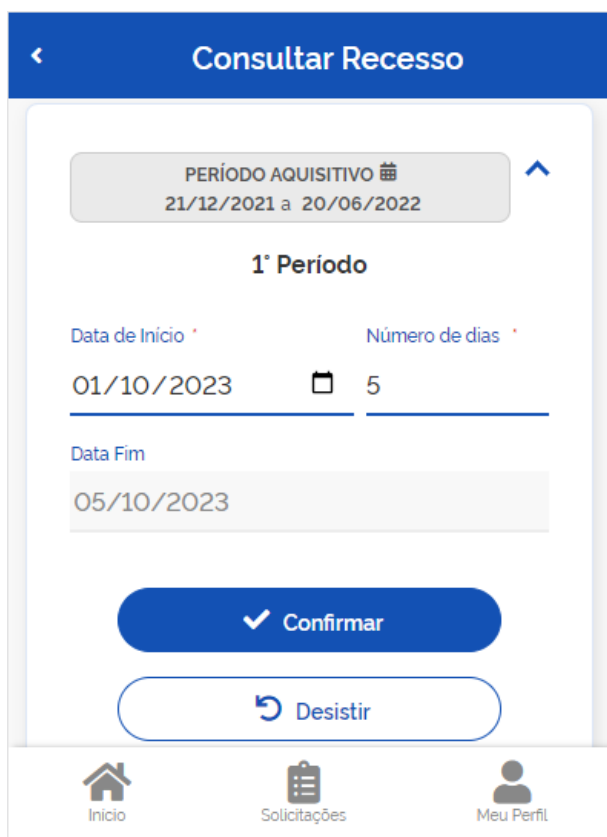 Consultar Recesso
PERÍODO AQUISITIVO
21/12/2021 a 20/06/2022
1° Período
Data de Início *
Número de dias *
01/10/2023
5
Data Fim
05/10/2023
Confirmar
Desistir
Início
Solicitações
Meu Perfil